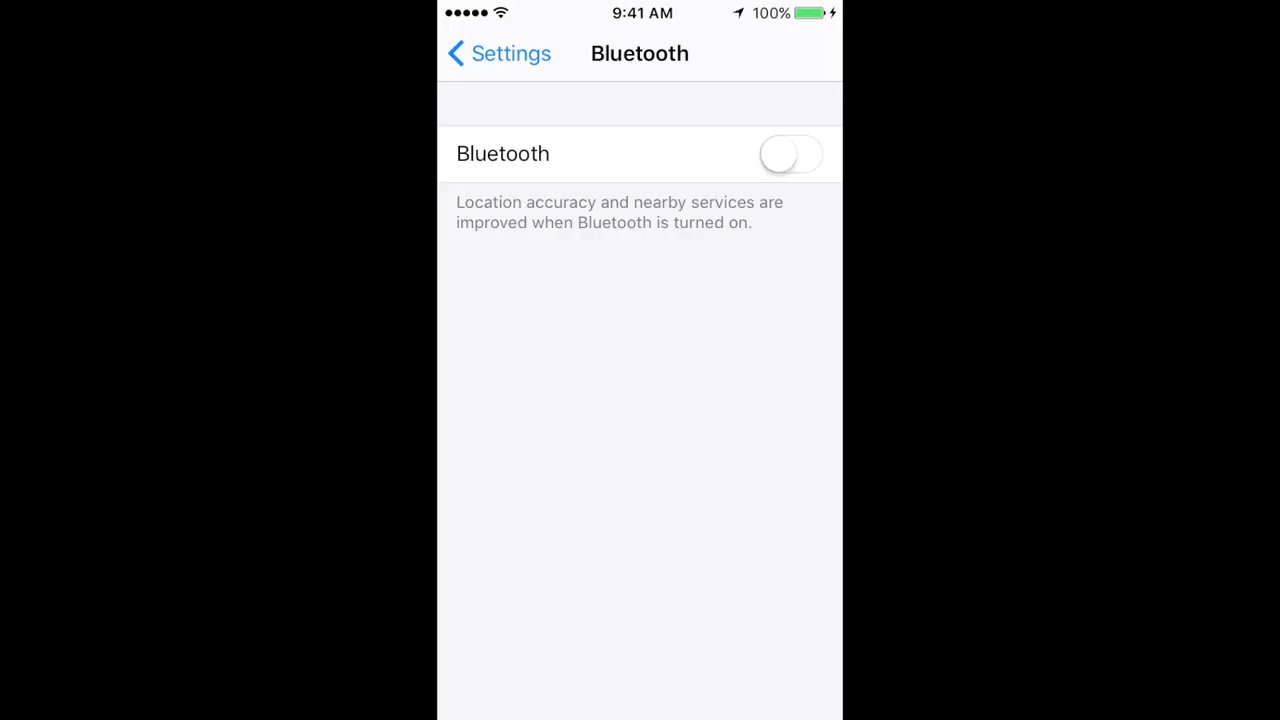 9:41 AM 100%
Settings Bluetooth
Bluetooth
Location accuracy and nearby services are
improved when Bluetooth is turned on.